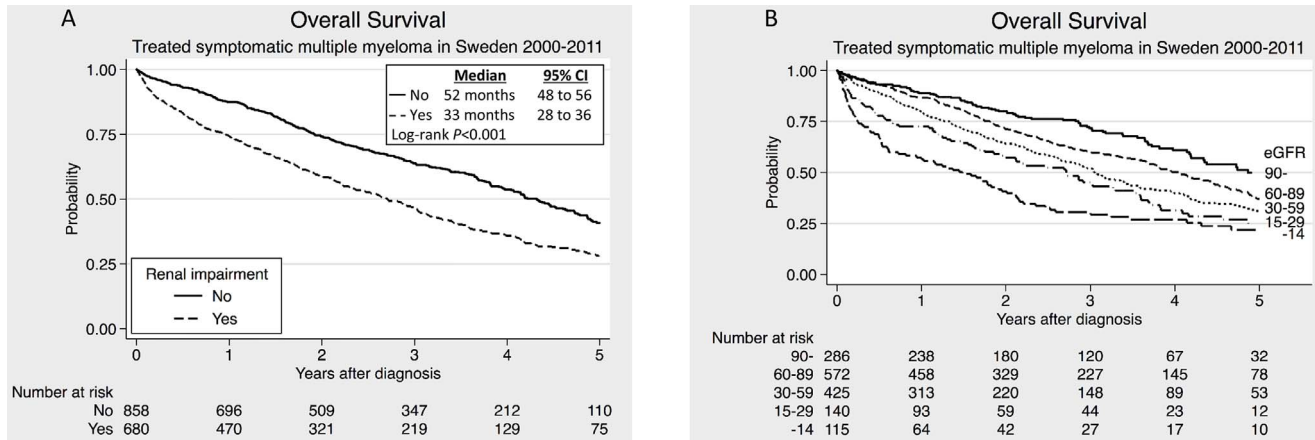 A
Overall Survival
Treated symptomatic multiple myeloma in Sweden 2000-2011
Probability
1.00
0.75
0.50
0.25
0.00
Median 95% CI
No 52 months 48 to 56
Yes 33 months 28 to 36
Log-rank P<0.001
Renal impairment
No
Yes
0 1 2 3 4 5
Years after diagnosis
Number at risk
No 858 696 509 347 212 110
Yes 680 470 321 219 129 75
B
Overall Survival
Treated symptomatic multiple myeloma in Sweden 2000-2011
Probability
1.00
0.75
0.50
0.25
0.00
eGFR
90-
60-89
30-59
15-29
-14
0 1 2 3 4 5
Years after diagnosis
Number at risk
90- 286 238 180 120 67 32
60-89 572 458 329 227 145 78
30-59 425 313 220 148 89 53
15-29 140 93 59 44 23 12
-14 115 64 42 27 17 10